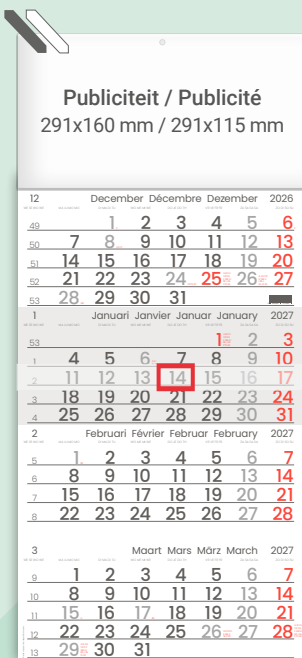 Publiciteit / Publicité
291x160 mm / 291x115 mm
12 December Décembre Dezember 2026
49 1 2 3 4 5 6
50 7 8 9 10 11 12 13
51 14 15 16 17 18 19 20
52 21 22 23 24 25 26 27
53 28 29 30 31
1 Januari Janvier Januar January 2027
53 1 2 3
1 4 5 6 7 8 9 10
2 11 12 13 14 15 16 17
3 18 19 20 21 22 23 24
4 25 26 27 28 29 30 31
2 Februari Février Februar February 2027
5 1 2 3 4 5 6 7
6 8 9 10 11 12 13 14
7 15 16 17 18 19 20 21
8 22 23 24 25 26 27 28
3 Maart Mars März March 2027
9 1 2 3 4 5 6 7
10 8 9 10 11 12 13 14
11 15 16 17 18 19 20 21
12 22 23 24 25 26 27 28
13 29 30 31